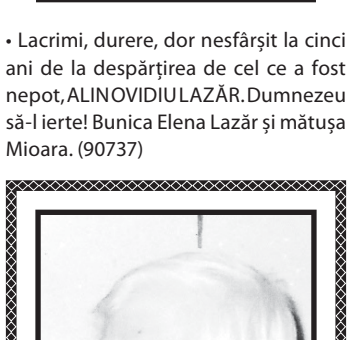 • Lacrimi, durere, dor nesfârșit la cinci
ani de la despărțirea de cel ce a fost
nepot, ALIN OVIDIU LAZĂR. Dumnezeu
să-l ierte! Bunica Elena Lazăr și mătușa
Mioara. (90737)